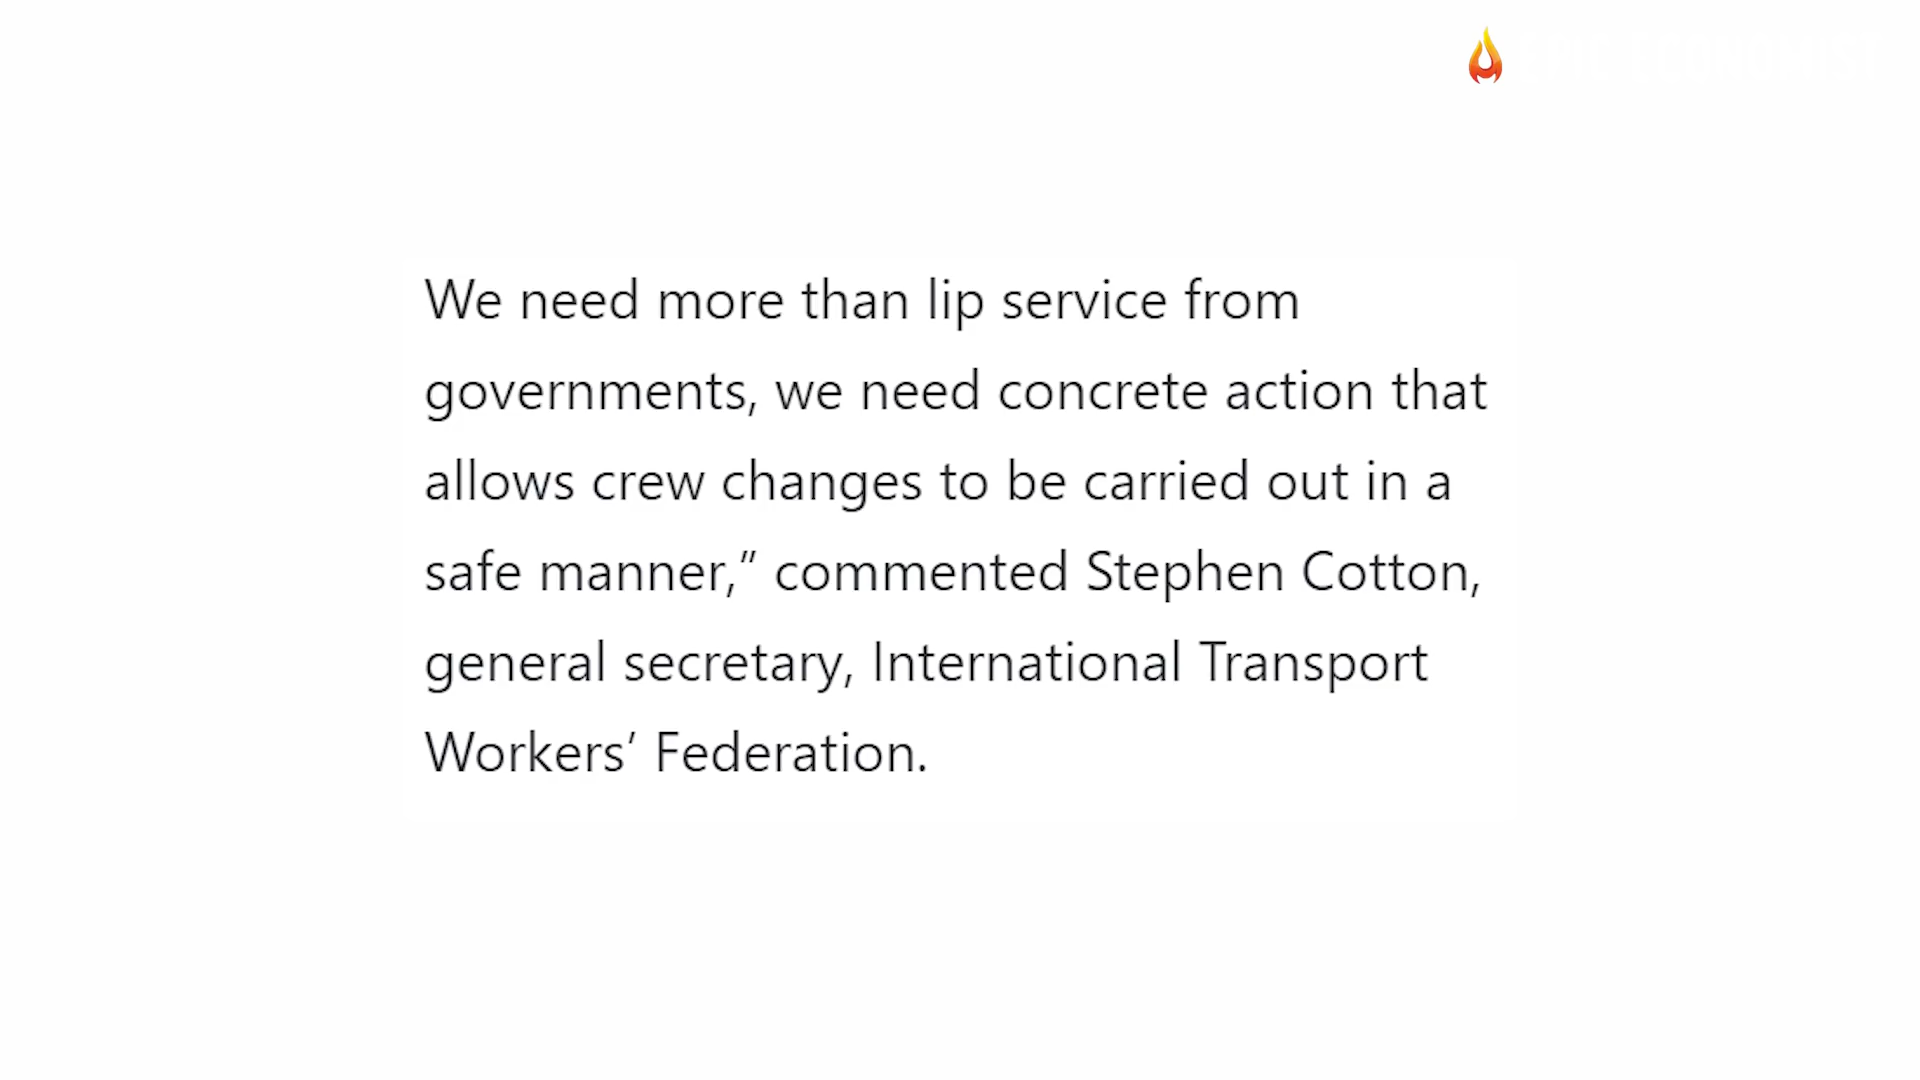 We need more than lip service from
governments, we need concrete action that
allows crew changes to be carried out in a
safe manner,” commented Stephen Cotton,
general secretary, International Transport
Workers’ Federation.